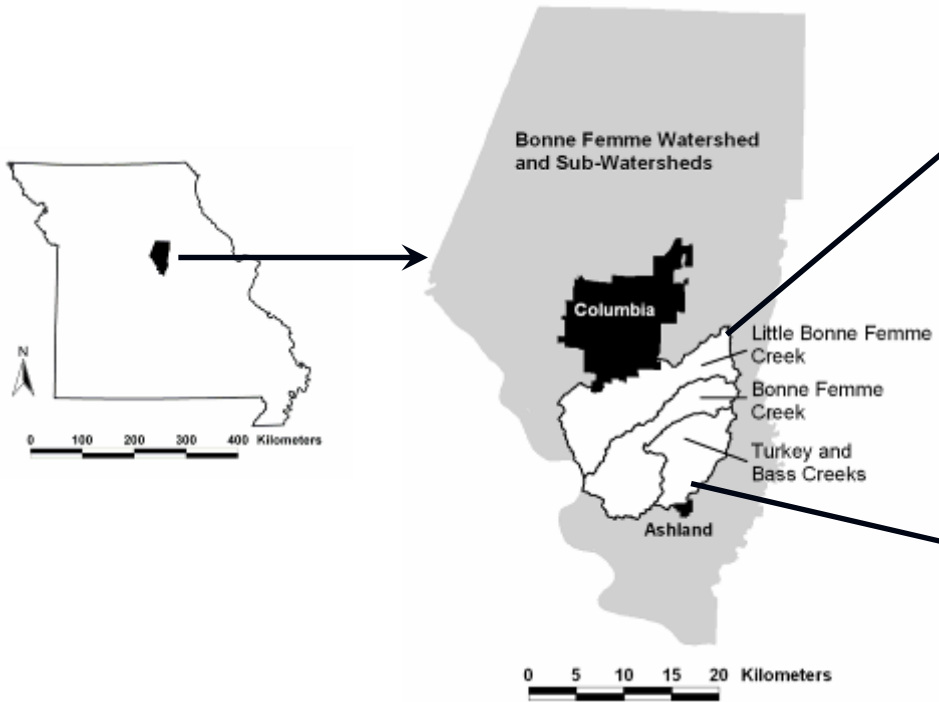 Bonne Femme Watershed
and Sub-Watersheds
Columbia
Little Bonne Femme
Creek
Bonne Femme
Creek
Turkey and
Bass Creeks
Ashland
N
0 100 200 300 400 Kilometers
0 5 10 15 20 Kilometers